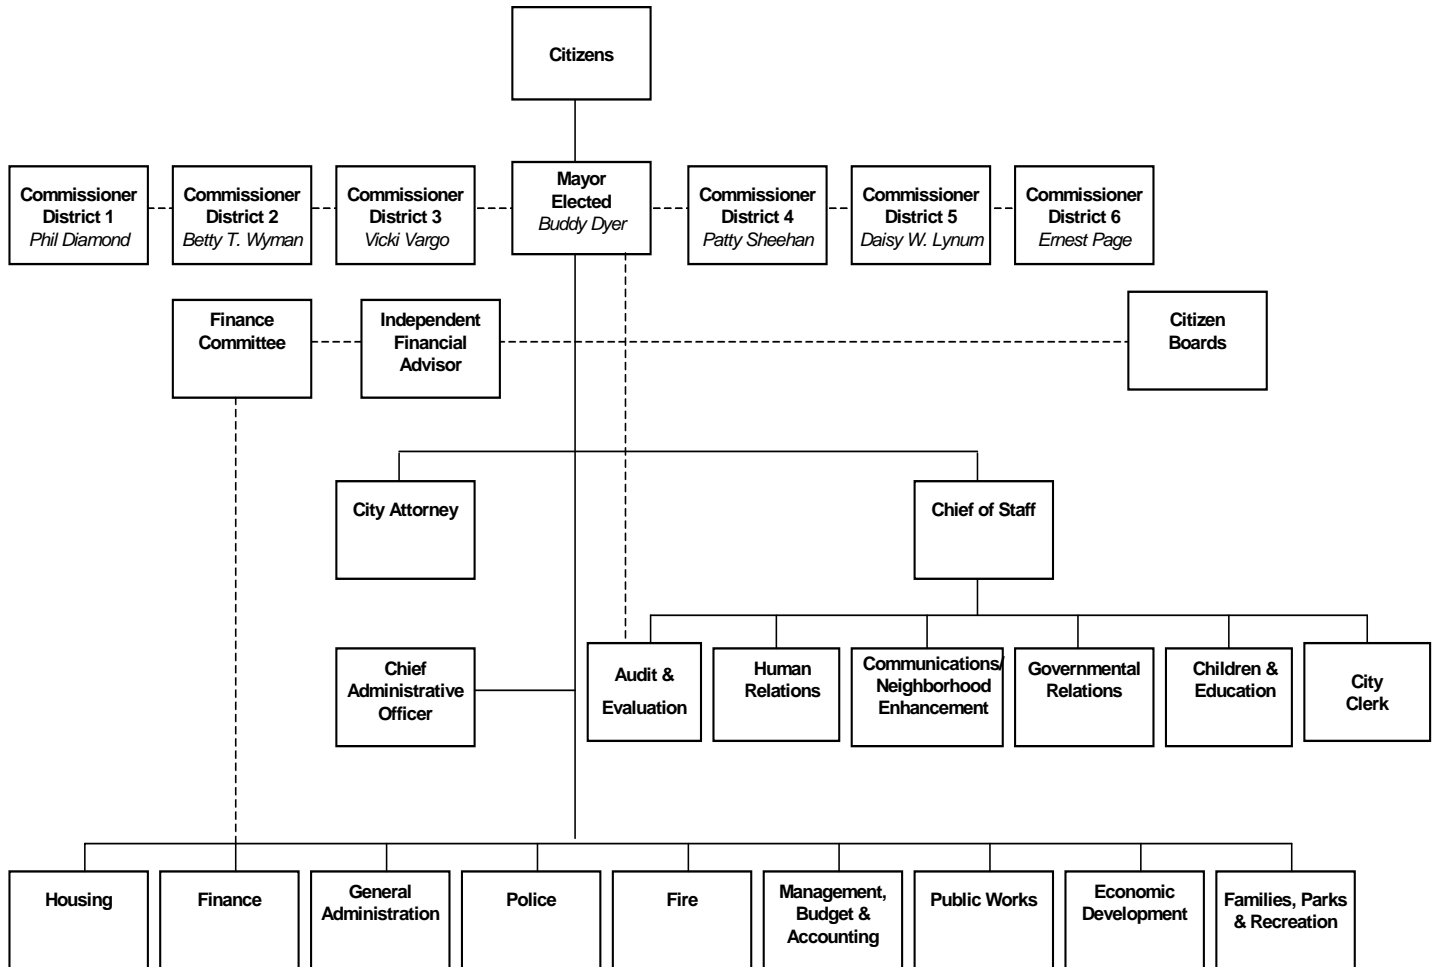 Citizens
Commissioner
District 1
Phil Diamond
Commissioner
District 2
Betty T. Wyman
Commissioner
District 3
Vicki Vargo
Mayor
Elected
Buddy Dyer
Commissioner
District 4
Patty Sheehan
Commissioner
District 5
Daisy W. Lynum
Commissioner
District 6
Ernest Page
Finance
Committee
Independent
Financial
Advisor
Citizen
Boards
City Attorney
Chief of Staff
Chief
Administrative
Officer
Audit &
Evaluation
Human
Relations
Communications/
Neighborhood
Enhancement
Governmental
Relations
Children &
Education
City
Clerk
Housing
Finance
General
Administration
Police
Fire
Management,
Budget &
Accounting
Public Works
Economic
Development
Families, Parks
& Recreation